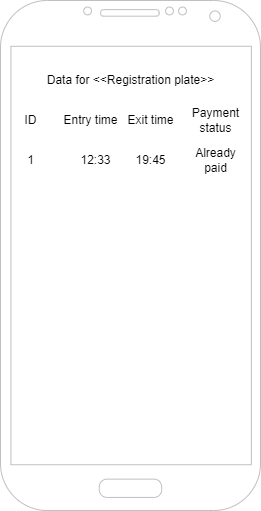 Data for <<Registration plate>>
ID Entry time Exit time Payment status
1 12:33 19:45 Already paid